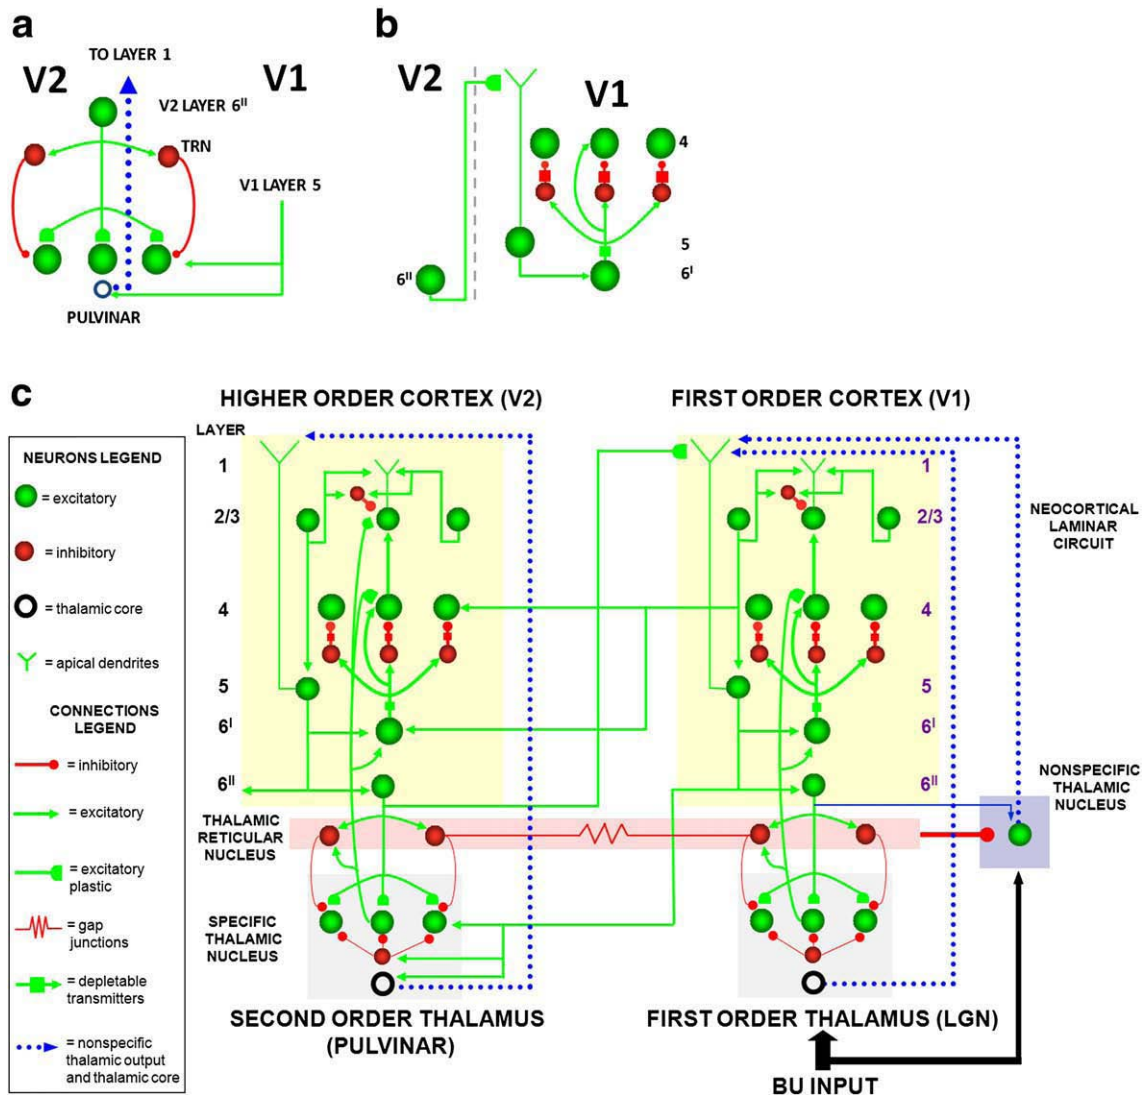 a
TO LAYER 1
V2
V1
V2 LAYER 6II
TRN
V1 LAYER 5
PULVINAR
b
V2
V1
4
5
6II
6I
c
HIGHER ORDER CORTEX (V2)
FIRST ORDER CORTEX (V1)
NEURONS LEGEND
= excitatory
= inhibitory
= thalamic core
= apical dendrites
CONNECTIONS
LEGEND
= inhibitory
= excitatory
= excitatory
plastic
= gap
junctions
= depletable
transmitters
= nonspecific
thalamic output
and thalamic core
LAYER
1
2/3
4
5
6I
6II
1
2/3
4
5
6I
6II
NEOCORTICAL
LAMINAR
CIRCUIT
NONSPECIFIC
THALAMIC
NUCLEUS
THALAMIC
RETICULAR
NUCLEUS
SPECIFIC
THALAMIC
NUCLEUS
SECOND ORDER THALAMUS
(PULVINAR)
FIRST ORDER THALAMUS (LGN)
BU INPUT